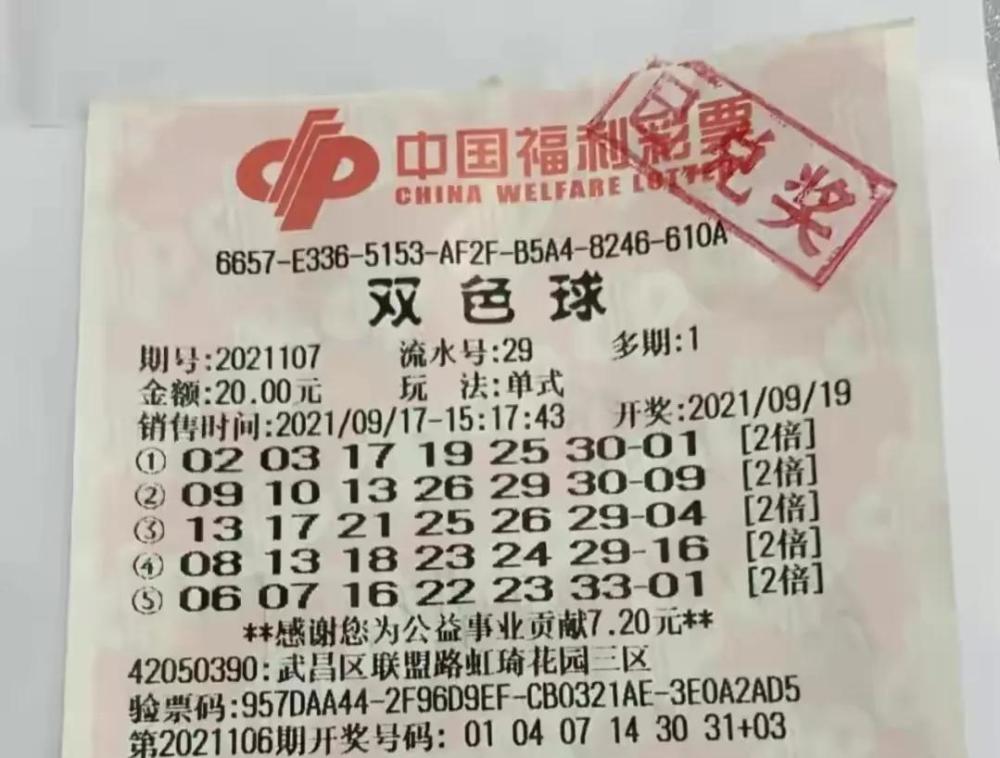 中国福利彩票
CHINA WELFARE LOTTERY
已兑奖
6657-E336-5153-AF2F-B5A4-8246-610A
双色球
期号:2021107 流水号:29 多期:1
金额:20.00元 玩 法:单式
销售时间:2021/09/17-15:17:43 开奖:2021/09/19
① 02 03 17 19 25 30-01 [2倍]
② 09 10 13 26 29 30-09 [2倍]
③ 13 17 21 25 26 29-04 [2倍]
④ 08 13 18 23 24 29-16 [2倍]
⑤ 06 07 16 22 23 33-01 [2倍]
**感谢您为公益事业贡献7.20元**
42050390:武昌区联盟路虹琦花园三区
验票码:957DAA44-2F96D9EF-CB0321AE-3E0A2AD5
第2021106期开奖号码: 01 04 07 14 30 31+03